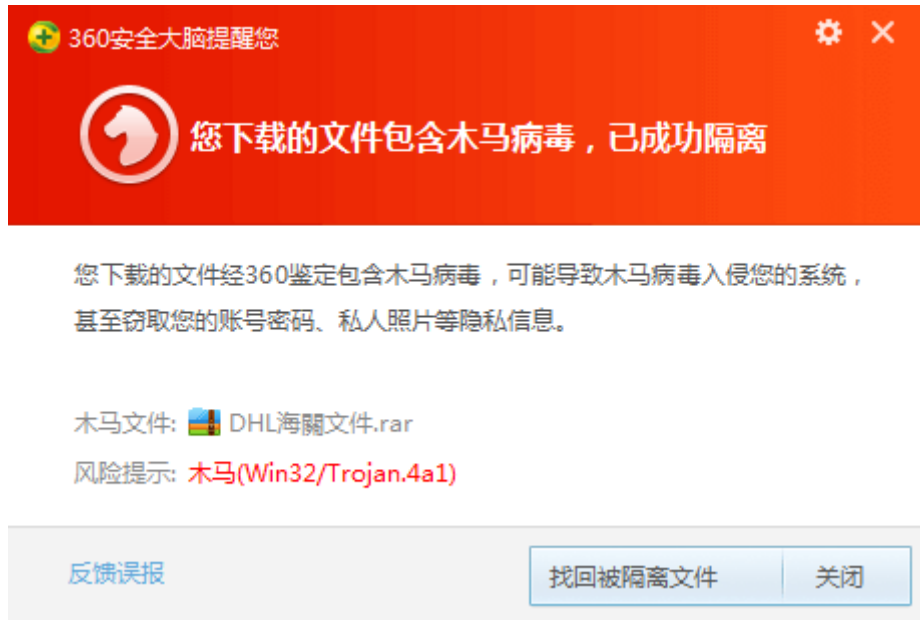 360安全大脑提醒您
您下载的文件包含木马病毒，已成功隔离
您下载的文件经360鉴定包含木马病毒，可能导致木马病毒入侵您的系统，
甚至窃取您的账号密码、私人照片等隐私信息。
木马文件: DHL海關文件.rar
风险提示: 木马(Win32/Trojan.4a1)
反馈误报 找回被隔离文件 关闭